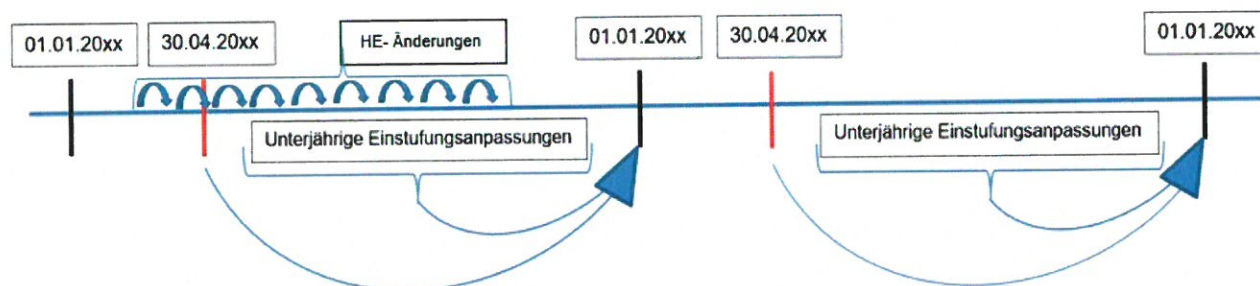 01.01.20xx
30.04.20xx
HE- Änderungen
01.01.20xx
30.04.20xx
01.01.20xx
Unterjährige Einstufungsanpassungen
Unterjährige Einstufungsanpassungen